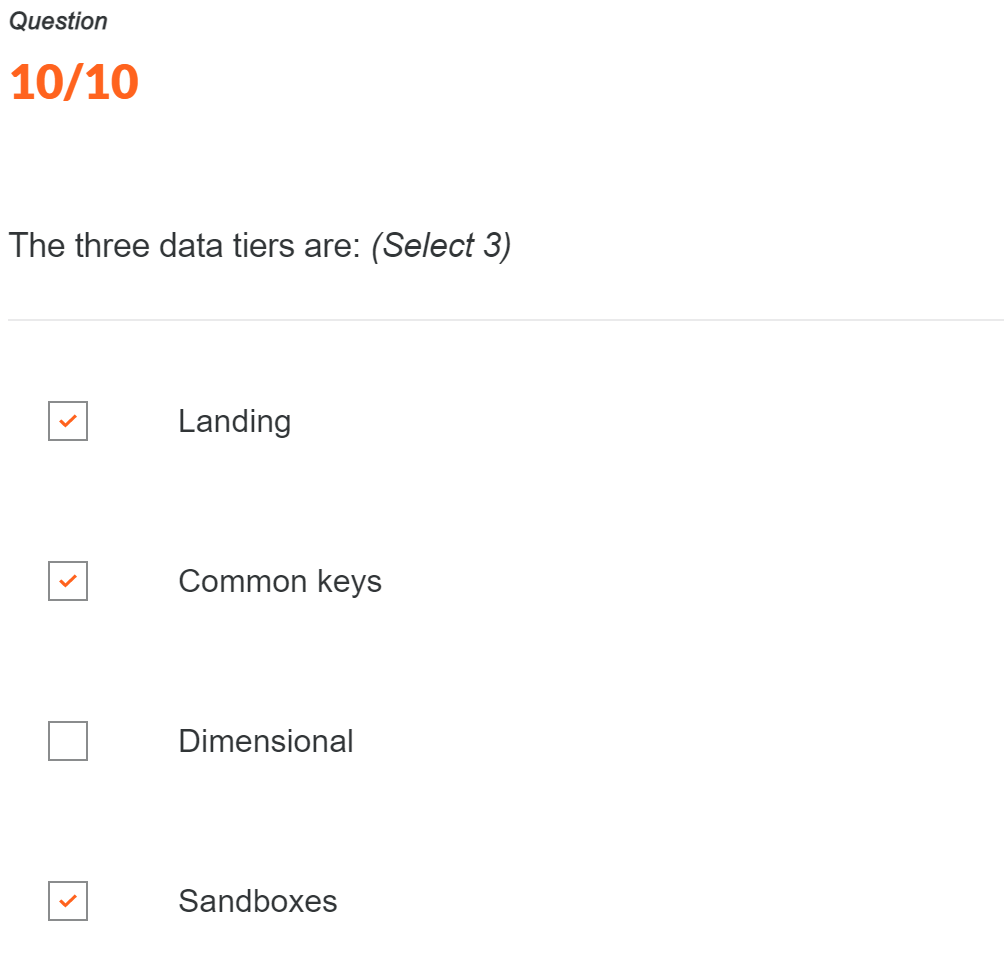 Question
10/10
The three data tiers are: (Select 3)
Landing
Common keys
Dimensional
Sandboxes